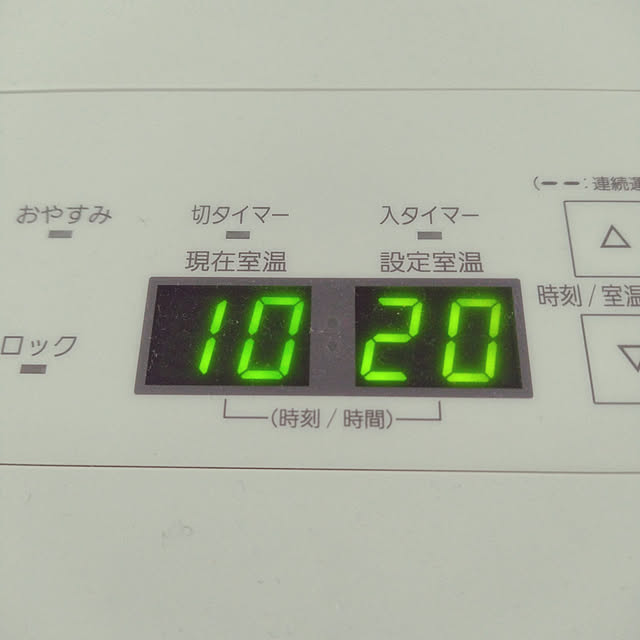 (ーー:連続運
おやすみ 切タイマー 入タイマー
現在室温 設定室温
時刻/室温
ロック
10 20
(時刻/時間)